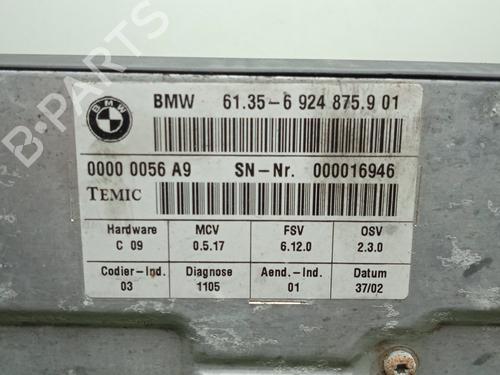 BMW
BMW 61.35-6 924 875.9 01
0000 0056 A9 SN-Nr. 000016946
TEMIC
Hardware MCV FSV OSV
C 09 0.5.17 6.12.0 2.3.0
Codier-Ind. Diagnose Aend.-Ind. Datum
03 1105 01 37/02
B-PARTS